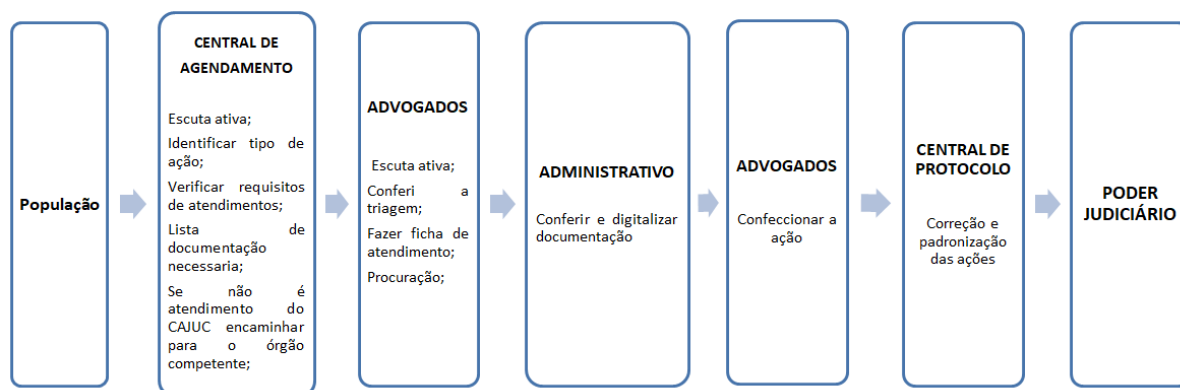 População
CENTRAL DE
AGENDAMENTO
Escuta ativa;
Identificar tipo de
ação;
Verificar requisitos
de atendimentos;
Lista de
documentação
necessaria;
Se não é
atendimento do
CAJUC encaminhar
para o órgão
competente;
ADVOGADOS
Escuta ativa;
Conferi a
triagem;
Fazer ficha de
atendimento;
Procuração;
ADMINISTRATIVO
Conferir e digitalizar
documentação
ADVOGADOS
Confeccionar a
ação
CENTRAL DE
PROTOCOLO
Correção e
padronização
das ações
PODER
JUDICIÁRIO